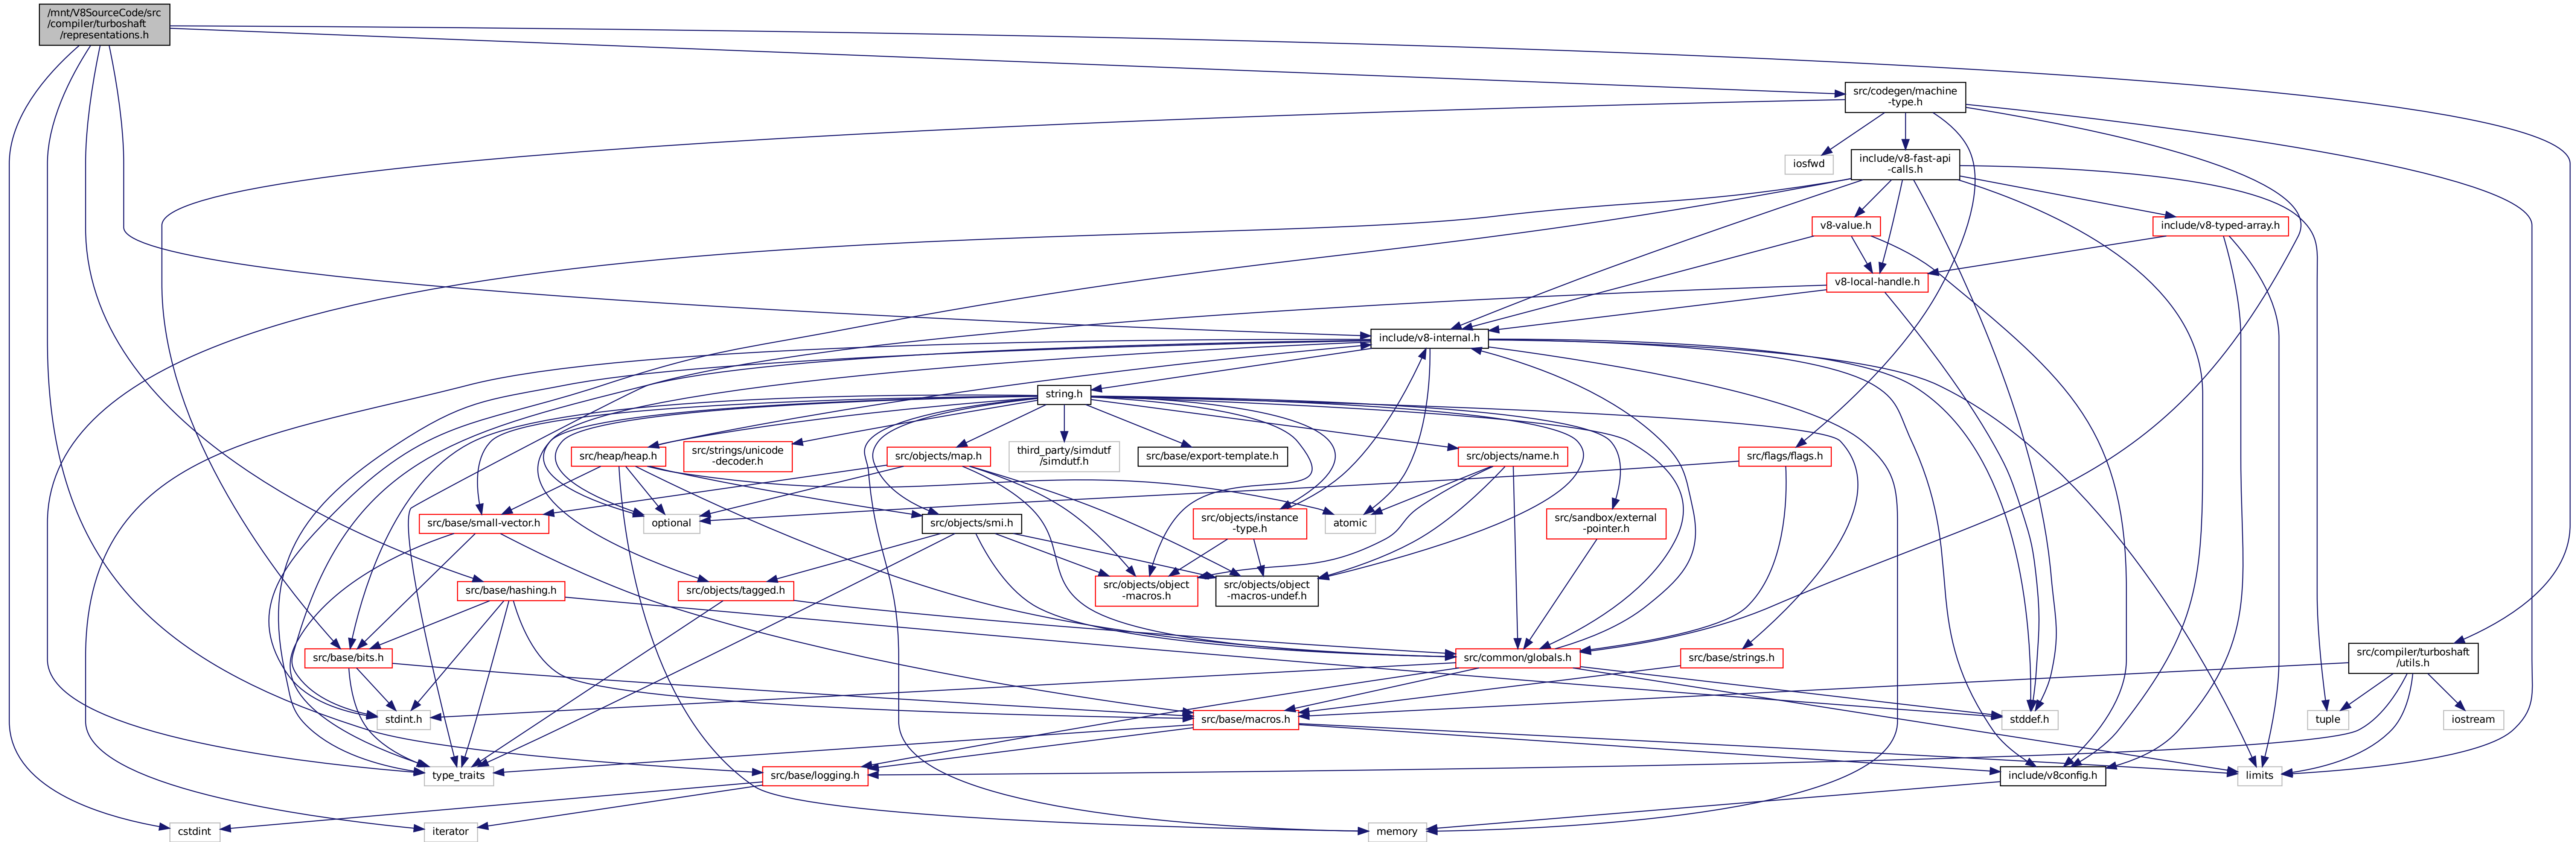 /mnt/V8SourceCode/src
/compiler/turboshaft
/representations.h
src/codegen/machine
-type.h
iosfwd
include/v8-fast-api
-calls.h
v8-value.h
include/v8-typed-array.h
v8-local-handle.h
include/v8-internal.h
string.h
src/heap/heap.h
src/strings/unicode
-decoder.h
src/objects/map.h
third_party/simdutf
/simdutf.h
src/base/export-template.h
src/objects/name.h
src/flags/flags.h
src/base/small-vector.h
optional
src/objects/smi.h
src/objects/instance
-type.h
atomic
src/sandbox/external
-pointer.h
src/base/hashing.h
src/objects/tagged.h
src/objects/object
-macros.h
src/objects/object
-macros-undef.h
src/base/bits.h
src/common/globals.h
src/base/strings.h
src/compiler/turboshaft
/utils.h
stdint.h
src/base/macros.h
stddef.h
tuple
iostream
type_traits
src/base/logging.h
include/v8config.h
limits
cstdint
iterator
memory